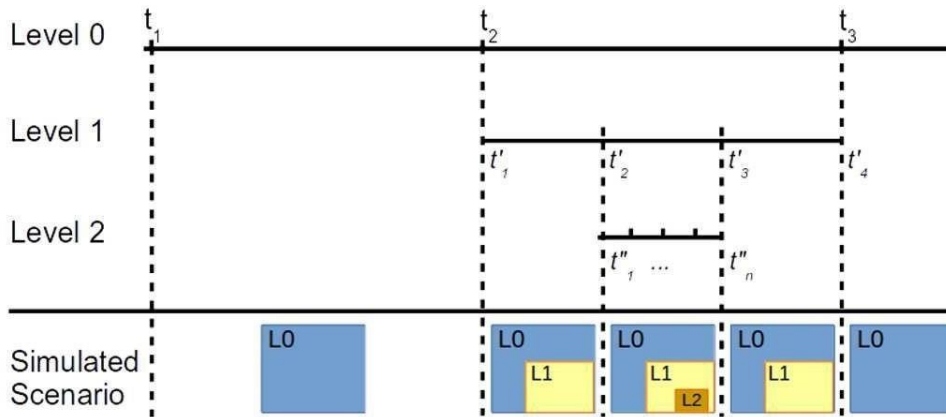 Level 0 t₁ t₂ t₃
Level 1
t'₁ t'₂ t'₃ t'₄
Level 2
t"₁ ... t"ₙ
Simulated
Scenario
L0 L0 L0 L0 L0
L1 L1 L1
L2